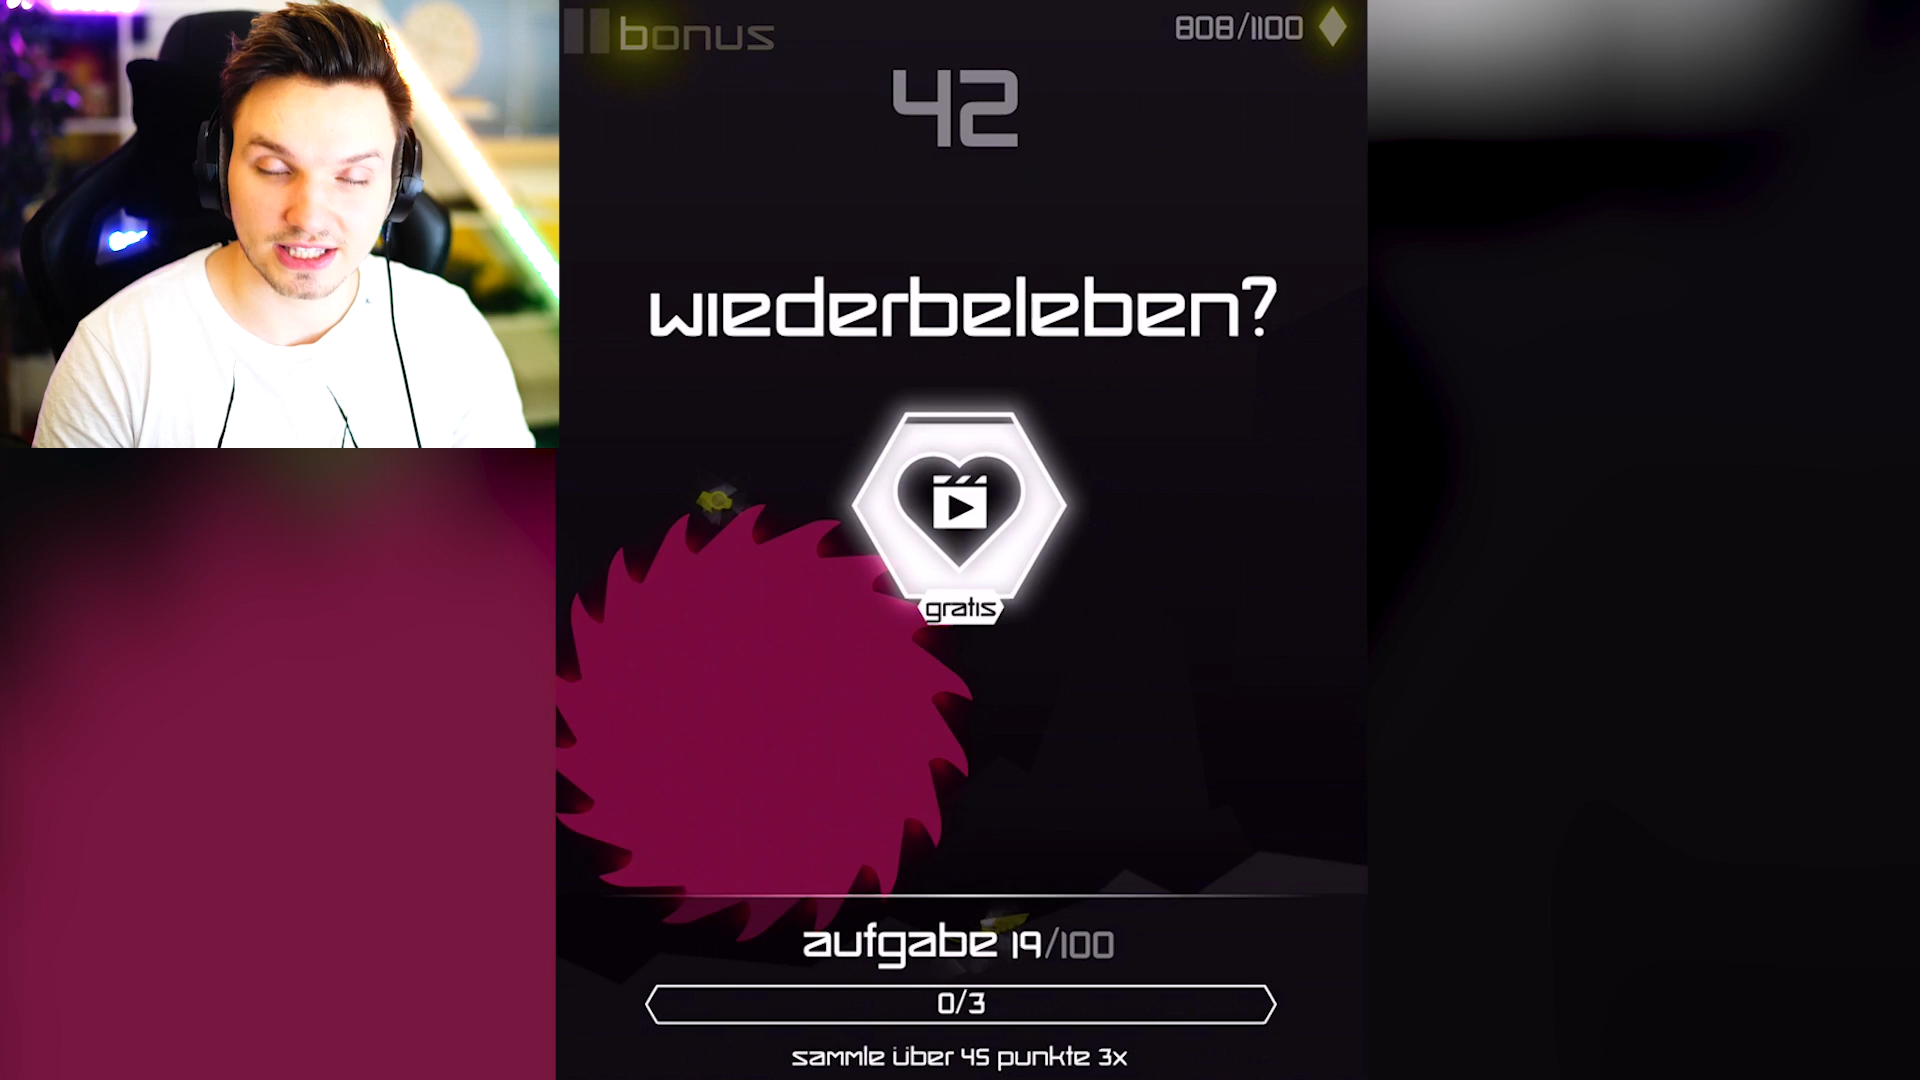 bonus
808/1100
42
wiederbeleben?
gratis
aufgabe 19/100
0/3
sammle über 45 punkte 3x